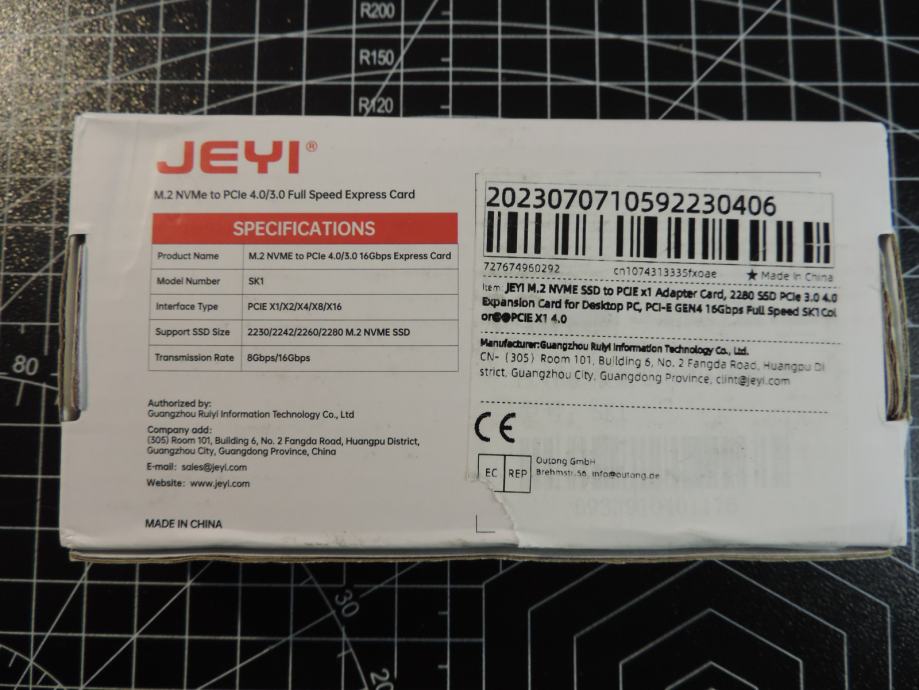 R200
R150
R120
JEYI®
M.2 NVMe to PCIe 4.0/3.0 Full Speed Express Card
SPECIFICATIONS
Product Name M.2 NVME to PCIe 4.0/3.0 16Gbps Express Card
Model Number SK1
Interface Type PCIE X1/X2/X4/X8/X16
Support SSD Size 2230/2242/2260/2280 M.2 NVME SSD
Transmission Rate 8Gbps/16Gbps
Authorized by:
Guangzhou Ruiyi Information Technology Co., Ltd
Company add:
(305) Room 101, Building 6, No. 2 Fangda Road, Huangpu District,
Guangzhou City, Guangdong Province, China
E-mail: sales@jeyi.com
Website: www.jeyi.com
MADE IN CHINA
2023070710592230406
727674960292 cn1074313335fxoae ★ Made In China
Item: JEYI M.2 NVME SSD to PCIE x1 Adapter Card, 2280 SSD PCIe 3.0 4.0
Expansion Card for Desktop PC, PCI-E GEN4 16Gbps Full Speed SK1 Col
or@@PCIE X1 4.0
Manufacturer:Guangzhou Ruiyi Information Technology Co., Ltd.
CN- (305) Room 101, Building 6, No. 2 Fangda Road, Huangpu Di
strict, Guangzhou City, Guangdong Province, clint@jeyi.com
CE
EC REP
Outong GmbH
Brehmstr.56, info@outong.de
80
30
20